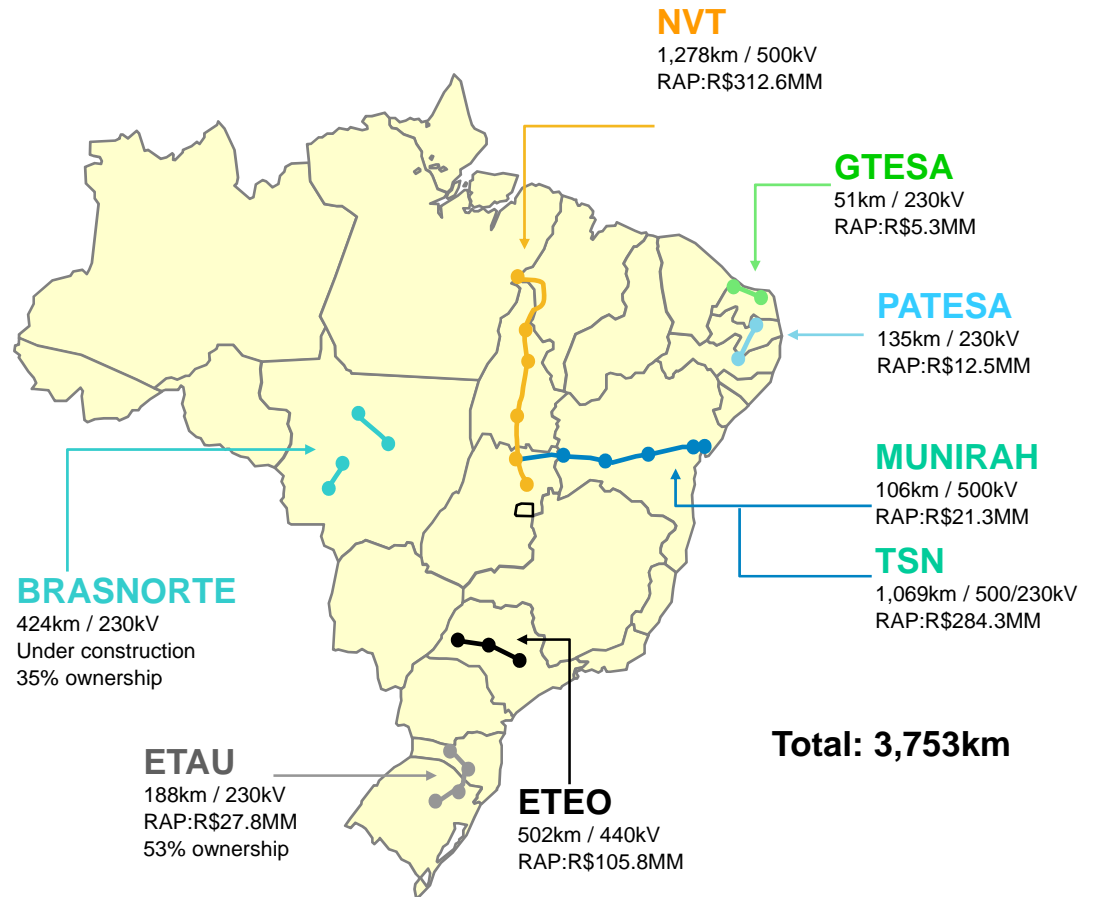 NVT
1,278km / 500kV
RAP:R$312.6MM
GTESA
51km / 230kV
RAP:R$5.3MM
PATESA
135km / 230kV
RAP:R$12.5MM
MUNIRAH
106km / 500kV
RAP:R$21.3MM
TSN
1,069km / 500/230kV
RAP:R$284.3MM
BRASNORTE
424km / 230kV
Under construction
35% ownership
Total: 3,753km
ETAU
188km / 230kV
RAP:R$27.8MM
53% ownership
ETEO
502km / 440kV
RAP:R$105.8MM